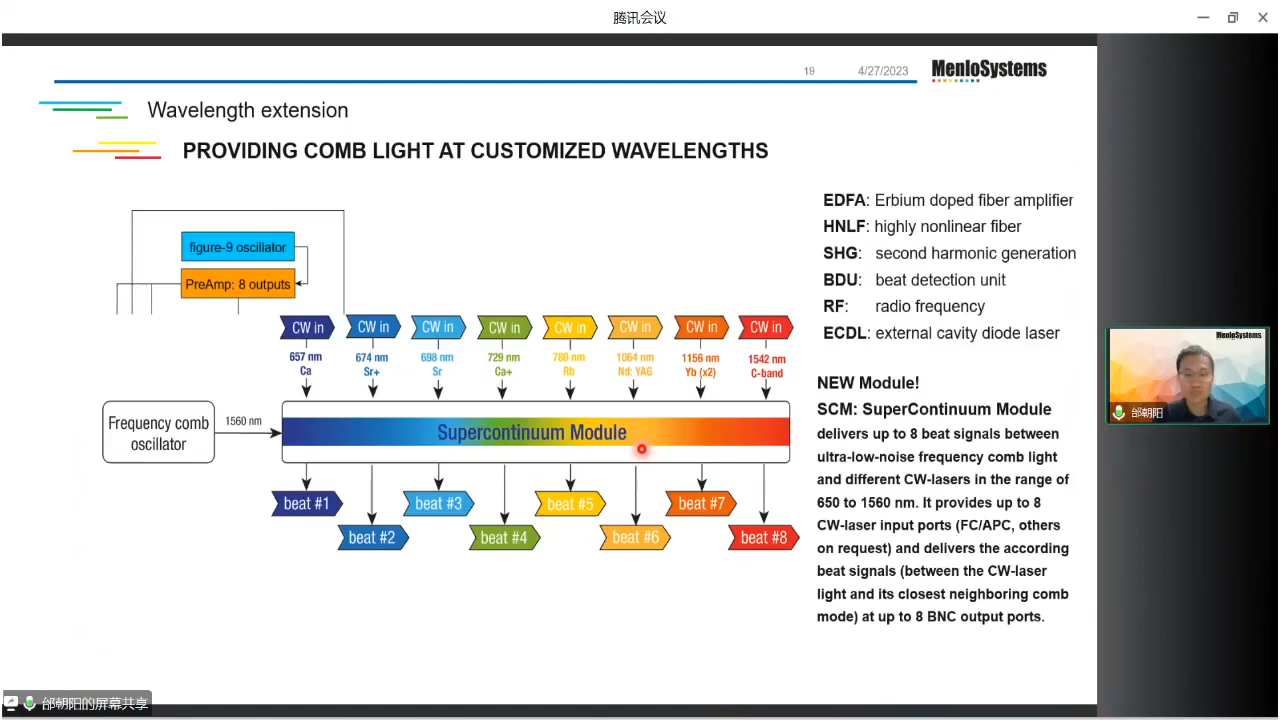 腾讯会议
19
4/27/2023
MenloSystems
Wavelength extension
PROVIDING COMB LIGHT AT CUSTOMIZED WAVELENGTHS
figure-9 oscillator
PreAmp: 8 outputs
CW in
CW in
CW in
CW in
CW in
CW in
CW in
CW in
657 nm
Ca
674 nm
Sr+
698 nm
Sr
729 nm
Ca+
780 nm
Rb
1064 nm
Nd: YAG
1156 nm
Yb (x2)
1542 nm
C-band
Frequency comb
oscillator
1560 nm
Supercontinuum Module
beat #1
beat #2
beat #3
beat #4
beat #5
beat #6
beat #7
beat #8
EDFA: Erbium doped fiber amplifier
HNLF: highly nonlinear fiber
SHG: second harmonic generation
BDU: beat detection unit
RF: radio frequency
ECDL: external cavity diode laser
NEW Module!
SCM: SuperContinuum Module
delivers up to 8 beat signals between
ultra-low-noise frequency comb light
and different CW-lasers in the range of
650 to 1560 nm. It provides up to 8
CW-laser input ports (FC/APC, others
on request) and delivers the according
beat signals (between the CW-laser
light and its closest neighboring comb
mode) at up to 8 BNC output ports.
MenloSystems
邰朝阳
邰朝阳的屏幕共享